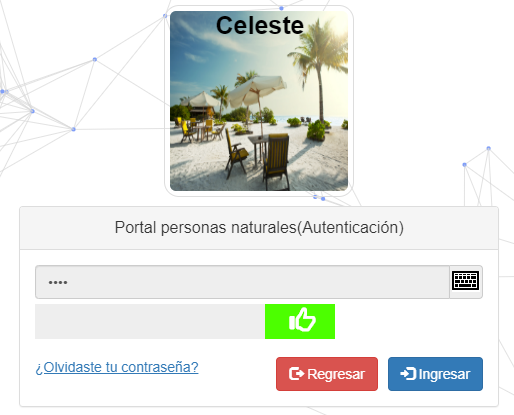 Celeste
Portal personas naturales(Autenticación)
••••
¿Olvidaste tu contraseña?
Regresar
Ingresar